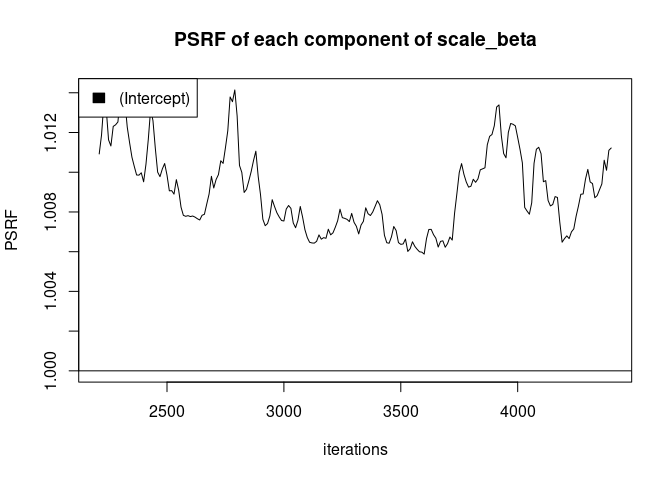 PSRF of each component of scale_beta
(Intercept)
PSRF
1.012
1.008
1.004
1.000
2500 3000 3500 4000
iterations